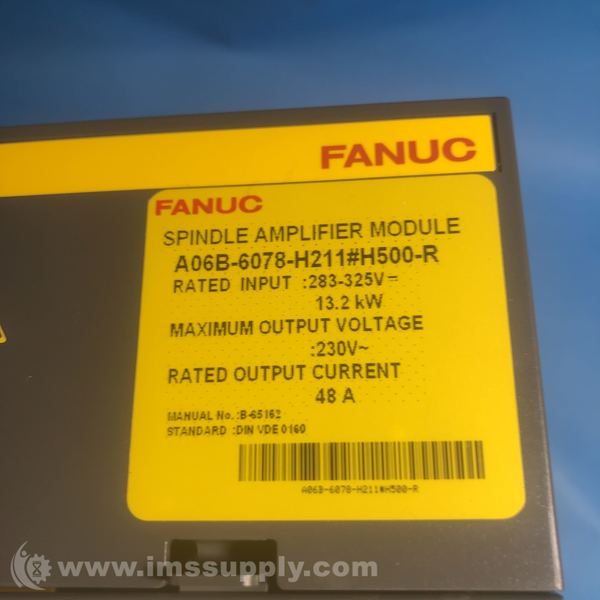 FANUC
FANUC
SPINDLE AMPLIFIER MODULE
A06B-6078-H211#H500-R
RATED INPUT :283-325V=
13.2 kW
MAXIMUM OUTPUT VOLTAGE
:230V~
RATED OUTPUT CURRENT
48 A
MANUAL No. :B-65162
STANDARD :DIN VDE 0160
A06B-6078-H211#H500-R
www.imssupply.com